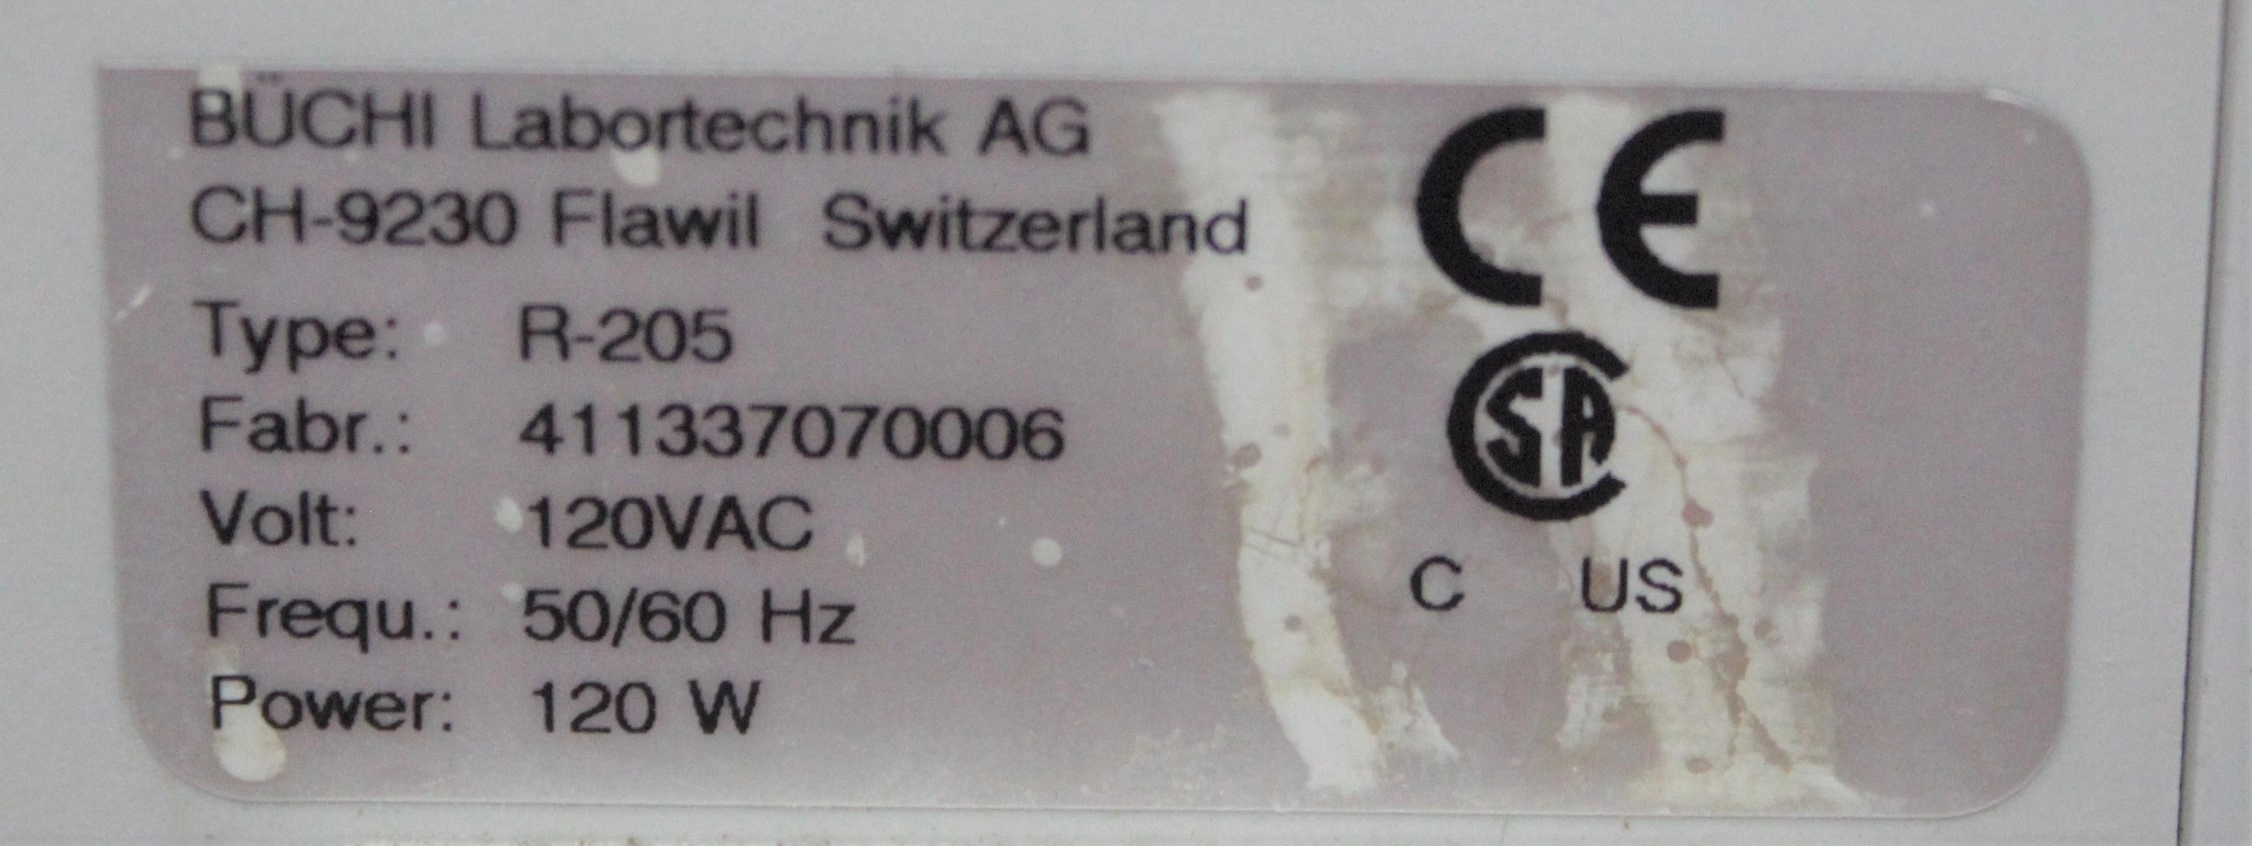 BÜCHI Labortechnik AG
CH-9230 Flawil Switzerland
Type: R-205
Fabr.: 411337070006
Volt: 120VAC
Frequ.: 50/60 Hz
Power: 120 W
CE
CSA
C US